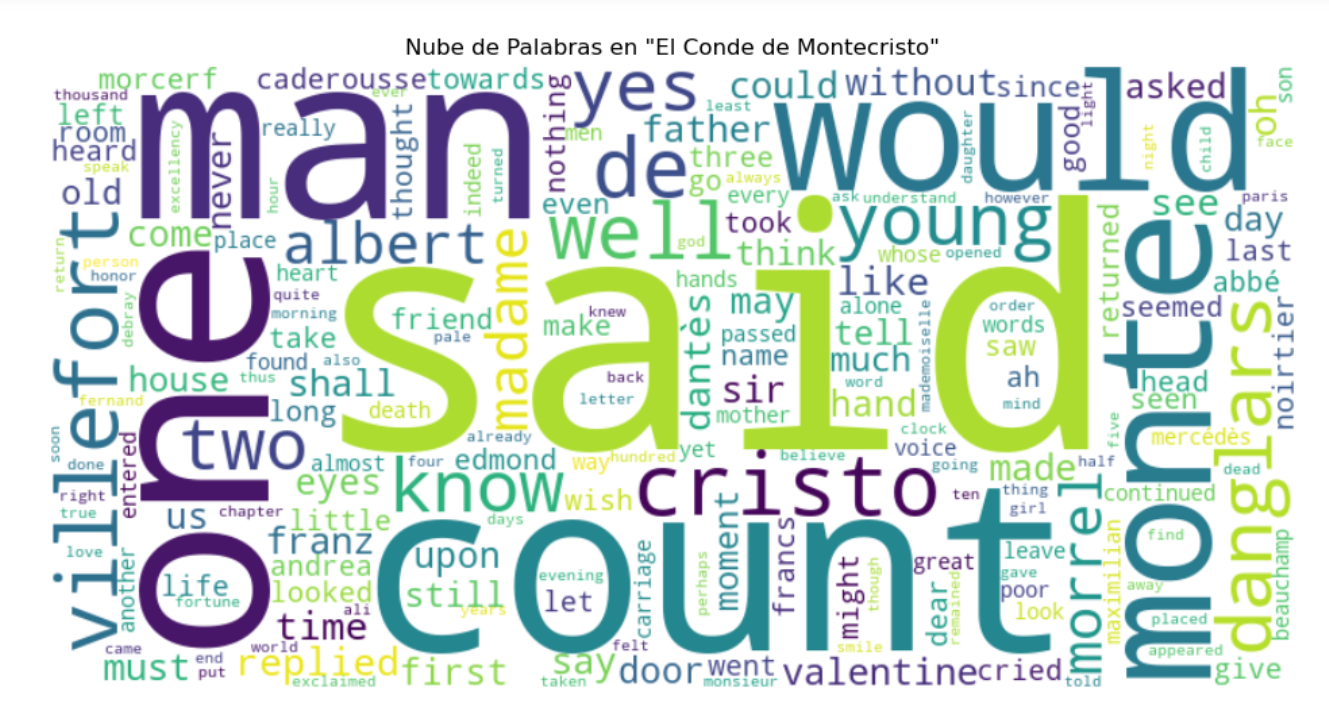 Nube de Palabras en "El Conde de Montecristo"
morcerf caderousse towards yes could without since asked son
thousand ever least light oh
left man would good
room really nothing men father night child face
heard thought de three daughter
speak excellency never hour indeed turned go always
old even every ask understand however see paris
villefort come place albert well took young returned day
return person heart madame god think whose opened last
honor hands like abbé
debray quite said dantès may alone order monte seemed
morning friend make knew passed tell words danglars noirtier
take pale name much saw
one found also back sir word mademoiselle ah head
house thus shall letter hand mind seen
fernand long death mother
soon two already yet clock five mercédès
done almost four edmond way hundred believe voice going made half dead
entered right eyes know wish cristo ten continued
true us chapter little days thing girl
love franz count moment francs great leave morrel find
another life andrea upon evening carriage perhaps might though gave maximilian away beauchamp
fortune looked still let dear remained poor
ali years look placed
time felt smile
came must end world replied first say door went valentine cried appeared give
put exclaimed taken monsieur told